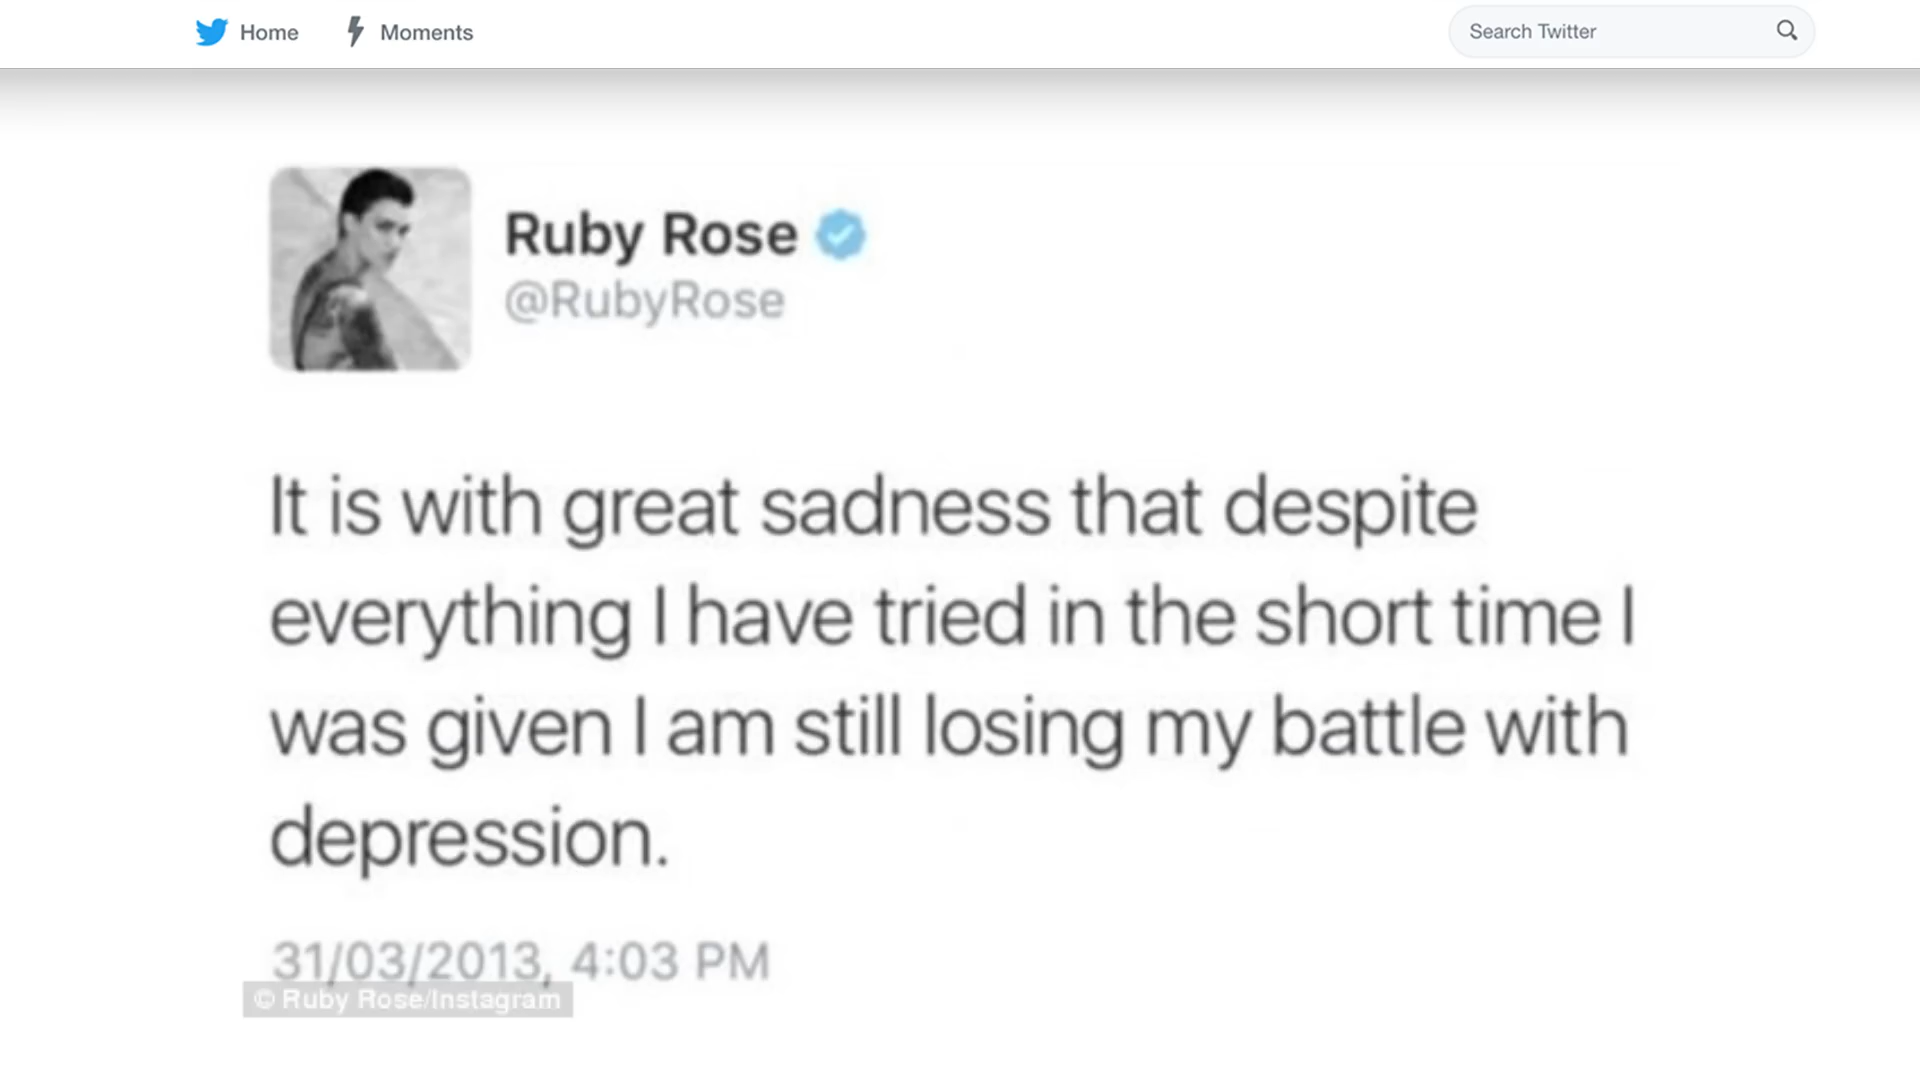 Home Moments Search Twitter
Ruby Rose
@RubyRose
It is with great sadness that despite
everything I have tried in the short time I
was given I am still losing my battle with
depression.
31/03/2013, 4:03 PM
© Ruby Rose/Instagram